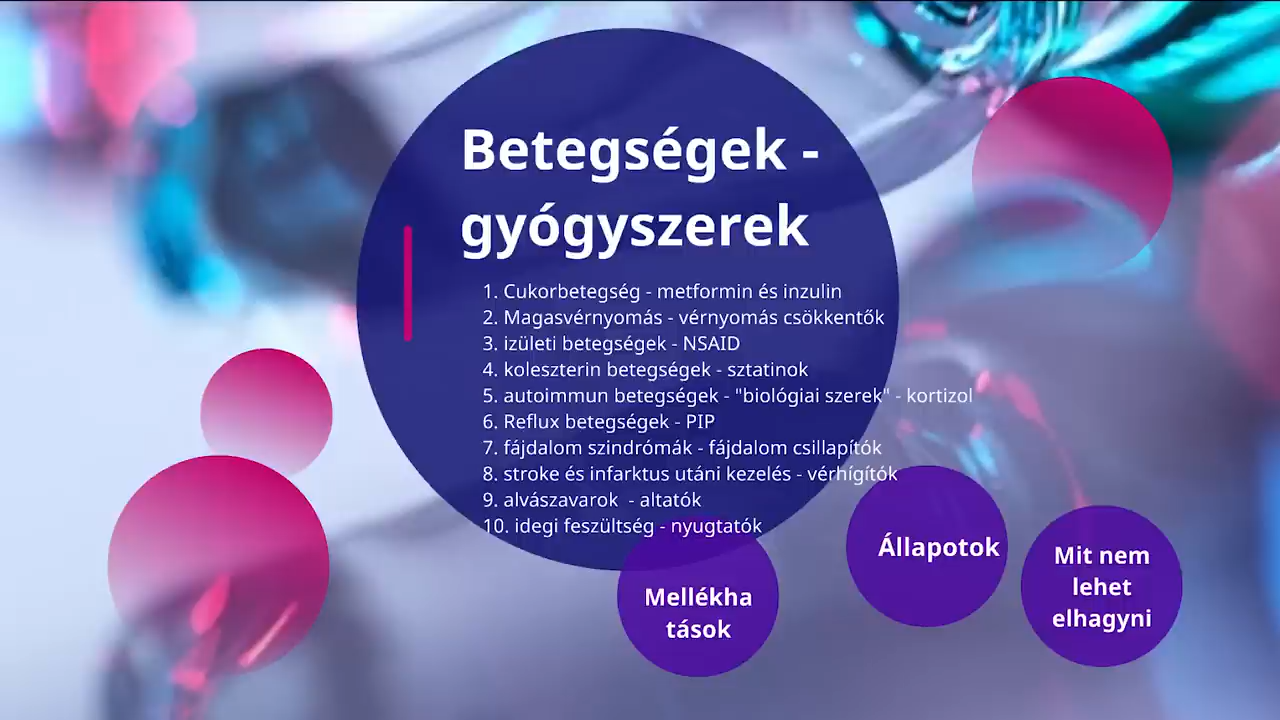 Betegségek -
gyógyszerek
1. Cukorbetegség - metformin és inzulin
2. Magasvérnyomás - vérnyomás csökkentők
3. izületi betegségek - NSAID
4. koleszterin betegségek - sztatinok
5. autoimmun betegségek - "biológiai szerek" - kortizol
6. Reflux betegségek - PIP
7. fájdalom szindrómák - fájdalom csillapítók
8. stroke és infarktus utáni kezelés - vérhígítók
9. alvászavarok  - altatók
10. idegi feszültség - nyugtatók
Mellékha
tások
Állapotok
Mit nem
lehet
elhagyni